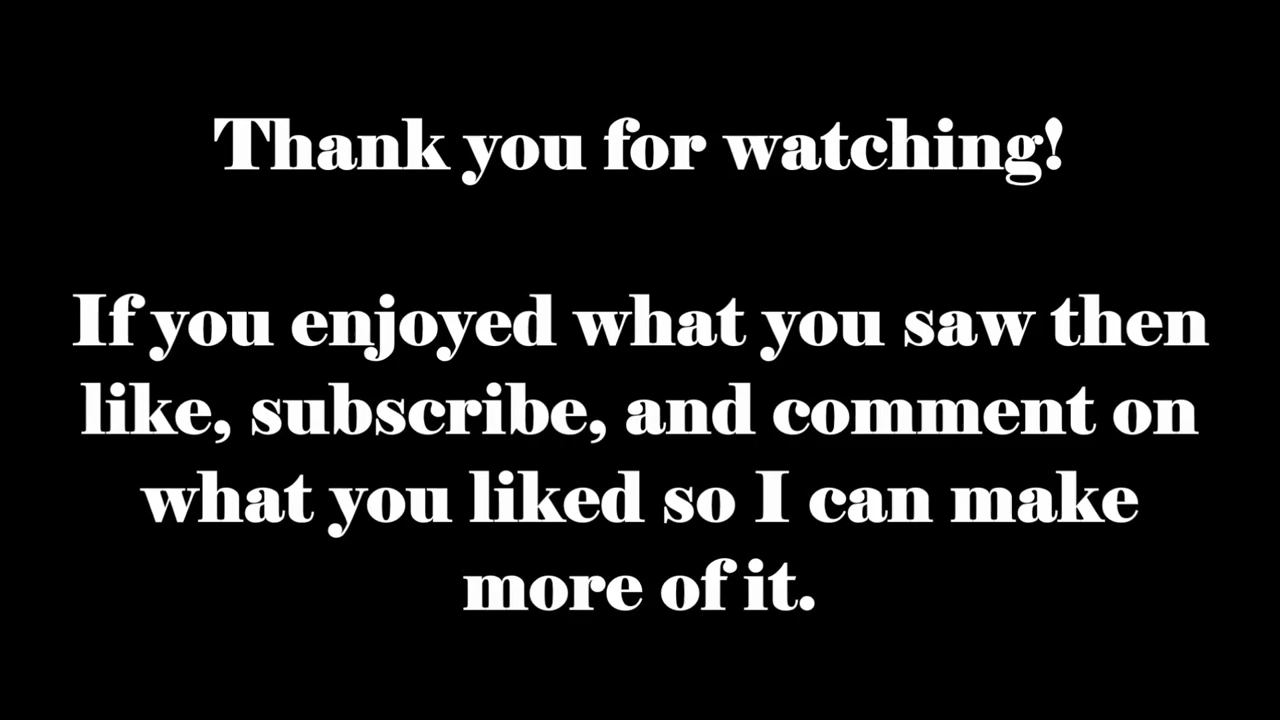 Thank you for watching!
If you enjoyed what you saw then
like, subscribe, and comment on
what you liked so I can make
more of it.